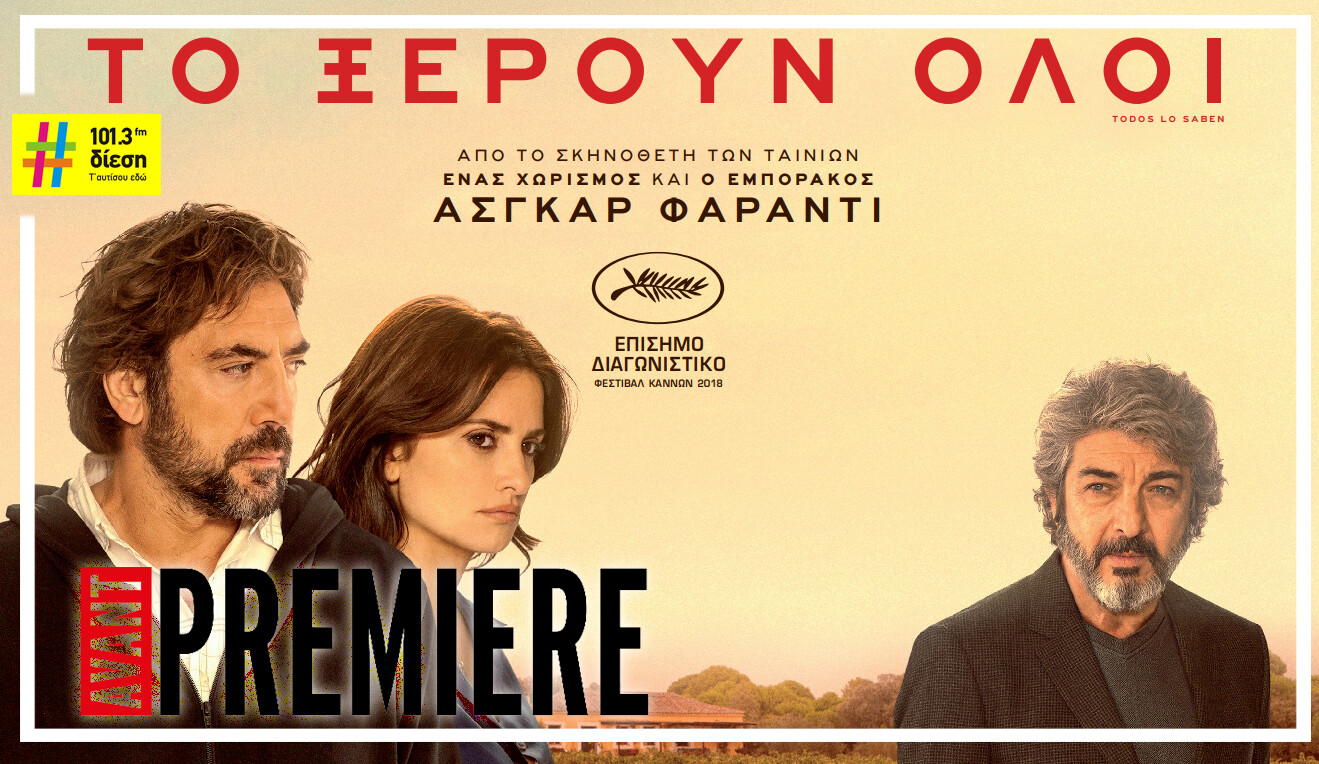 ΤΟ ΞΕΡΟΥΝ ΟΛΟΙ
TODOS LO SABEN
101.3 fm
δίεση
Τ' αυτίσου εδώ
ΑΠΟ ΤΟ ΣΚΗΝΟΘΕΤΗ ΤΩΝ ΤΑΙΝΙΩΝ
ΕΝΑΣ ΧΩΡΙΣΜΟΣ ΚΑΙ Ο ΕΜΠΟΡΑΚΟΣ
ΑΣΓΚΑΡ ΦΑΡΑΝΤΙ
ΕΠΙΣΗΜΟ
ΔΙΑΓΩΝΙΣΤΙΚΟ
ΦΕΣΤΙΒΑΛ ΚΑΝΝΩΝ 2018
AVANT PREMIERE